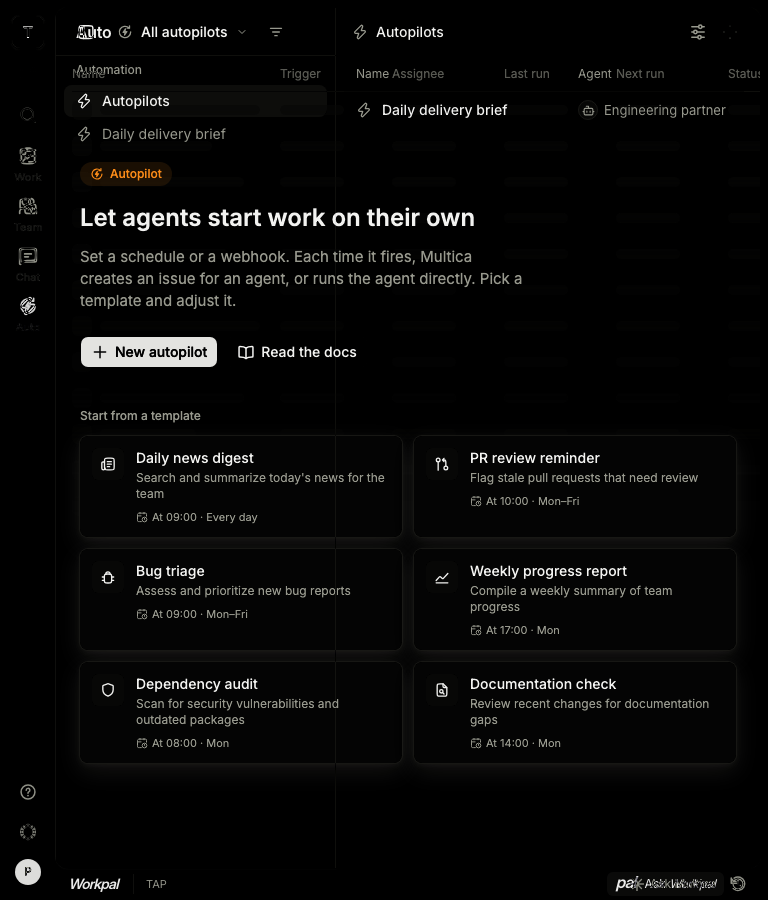 T
All autopilots
Autopilots
Automation
Name
Trigger
Name Assignee
Last run
Agent Next run
Status
Autopilots
Daily delivery brief
Engineering partner
Daily delivery brief
Work
Team
Chat
Auto
Autopilot
Let agents start work on their own
Set a schedule or a webhook. Each time it fires, Multica
creates an issue for an agent, or runs the agent directly. Pick a
template and adjust it.
New autopilot
Read the docs
Start from a template
Daily news digest
Search and summarize today's news for the
team
At 09:00 · Every day
PR review reminder
Flag stale pull requests that need review
At 10:00 · Mon–Fri
Bug triage
Assess and prioritize new bug reports
At 09:00 · Mon–Fri
Weekly progress report
Compile a weekly summary of team
progress
At 17:00 · Mon
Dependency audit
Scan for security vulnerabilities and
outdated packages
At 08:00 · Mon
Documentation check
Review recent changes for documentation
gaps
At 14:00 · Mon
Workpal
TAP